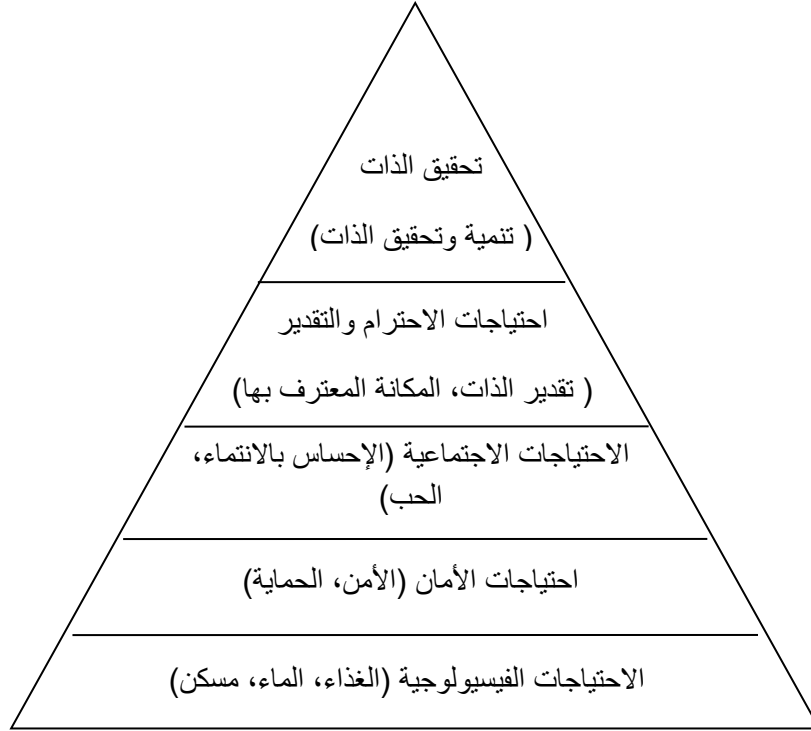 تحقيق الذات
( تنمية وتحقيق الذات)
احتياجات الاحترام والتقدير
( تقدير الذات، المكانة المعترف بها)
الاحتياجات الاجتماعية (الإحساس بالانتماء،
الحب)
احتياجات الأمان (الأمن، الحماية)
الاحتياجات الفيسيولوجية (الغذاء، الماء، مسكن)